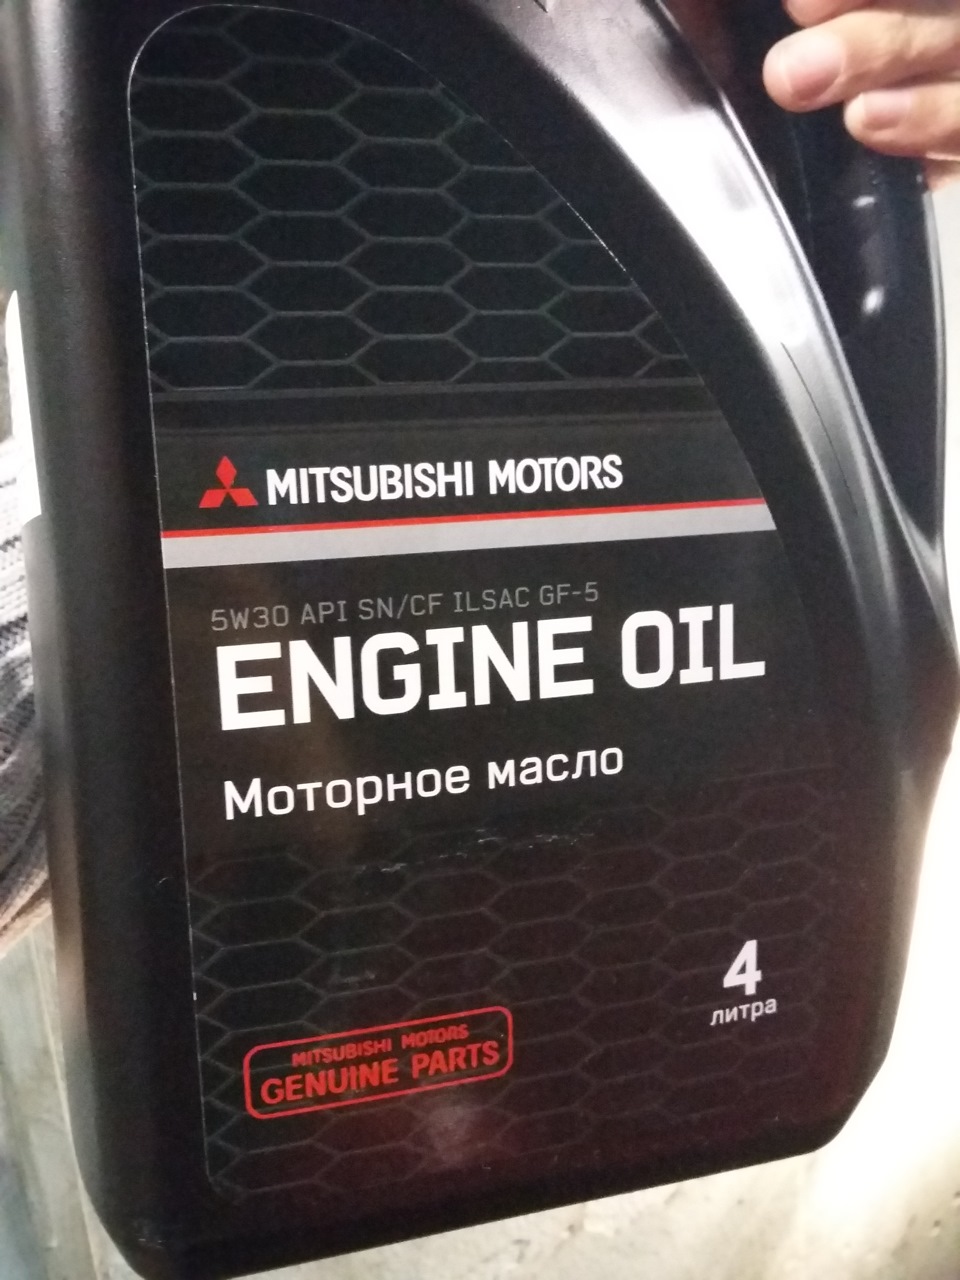 MITSUBISHI MOTORS
5W30 API SN/CF ILSAC GF-5
ENGINE OIL
Моторное масло
4
литра
MITSUBISHI MOTORS
GENUINE PARTS